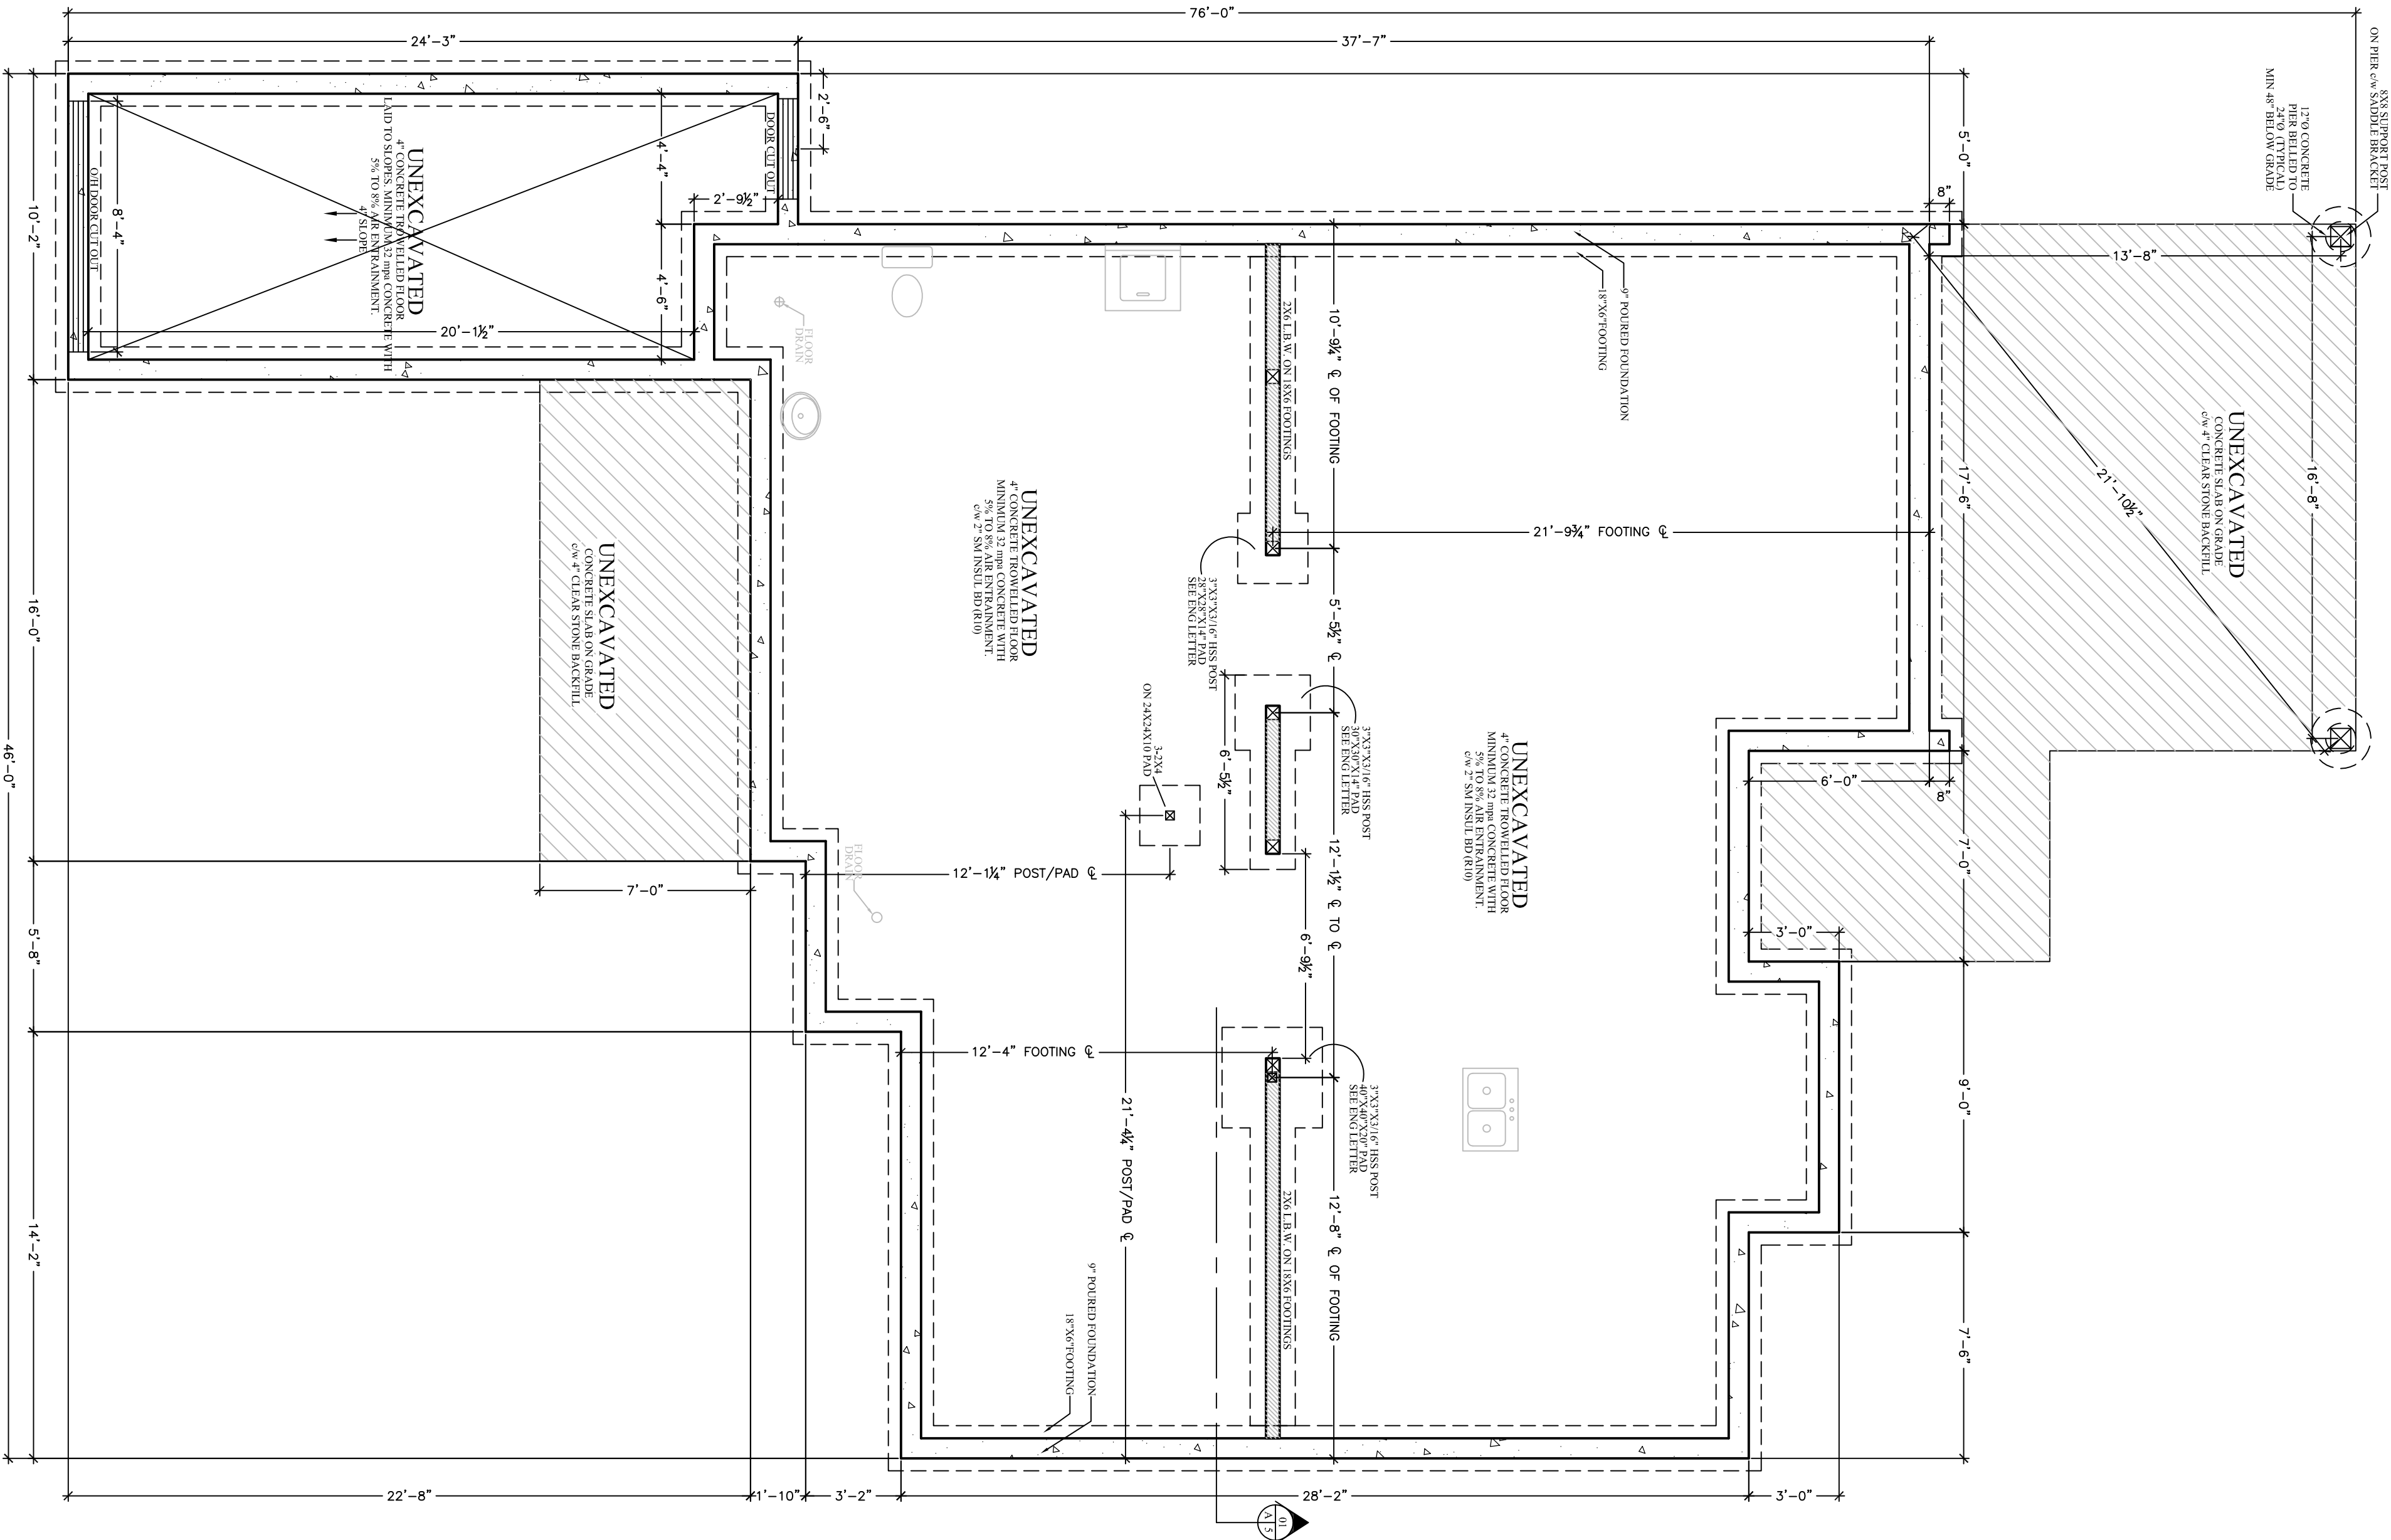 76'-0"
24'-3"
37'-7"
8X8 SUPPORT POST
ON PIER c/w SADDLE BRACKET
12"Ø CONCRETE
PIER BELLED TO
24"Ø (TYPICAL)
MIN 48" BELOW GRADE
2'-6"
5'-0"
8"
13'-8"
DOOR CUT OUT
4'-4"
2'-9½"
4'-6"
20'-1½"
8'-4"
O/H DOOR CUT OUT
10'-2"
UNEXCAVATED
4" CONCRETE TROWELLED FLOOR
LAID TO SLOPES. MINIMUM 32 mpa CONCRETE WITH
5% TO 8% AIR ENTRAINMENT.
4" SLOPE
FLOOR
DRAIN
2X6 L.B.W. ON 18X6 FOOTINGS
10'-9¼" ℄ OF FOOTING
9" POURED FOUNDATION
18"X6"FOOTING
UNEXCAVATED
CONCRETE SLAB ON GRADE
c/w 4" CLEAR STONE BACKFILL
16'-8"
21'-10½"
17'-6"
21'-9¾" FOOTING ℄
UNEXCAVATED
4" CONCRETE TROWELLED FLOOR
MINIMUM 32 mpa CONCRETE WITH
5% TO 8% AIR ENTRAINMENT.
c/w 2" SM INSUL BD (R10)
3"X3"X3/16" HSS POST
28"X28"X14" PAD
SEE ENG LETTER
5'-5½" ℄
UNEXCAVATED
CONCRETE SLAB ON GRADE
c/w 4" CLEAR STONE BACKFILL
16'-0"
46'-0"
3-2X4
ON 24X24X10 PAD
6'-5½"
3"X3"X3/16" HSS POST
30"X30"X14" PAD
SEE ENG LETTER
12'-1½" ℄ TO ℄
UNEXCAVATED
4" CONCRETE TROWELLED FLOOR
MINIMUM 32 mpa CONCRETE WITH
5% TO 8% AIR ENTRAINMENT.
c/w 2" SM INSUL BD (R10)
6'-0"
8"
7'-0"
3'-0"
7'-0"
FLOOR
DRAIN
12'-1¼" POST/PAD ℄
6'-9½"
5'-8"
12'-4" FOOTING ℄
21'-4¼" POST/PAD ℄
3"X3"X3/16" HSS POST
40"X40"X20" PAD
SEE ENG LETTER
9'-0"
12'-8" ℄ OF FOOTING
2X6 L.B.W. ON 18X6 FOOTINGS
9" POURED FOUNDATION
18"X6"FOOTING
14'-2"
7'-6"
22'-8"
1'-10"
3'-2"
28'-2"
3'-0"
01
A 5